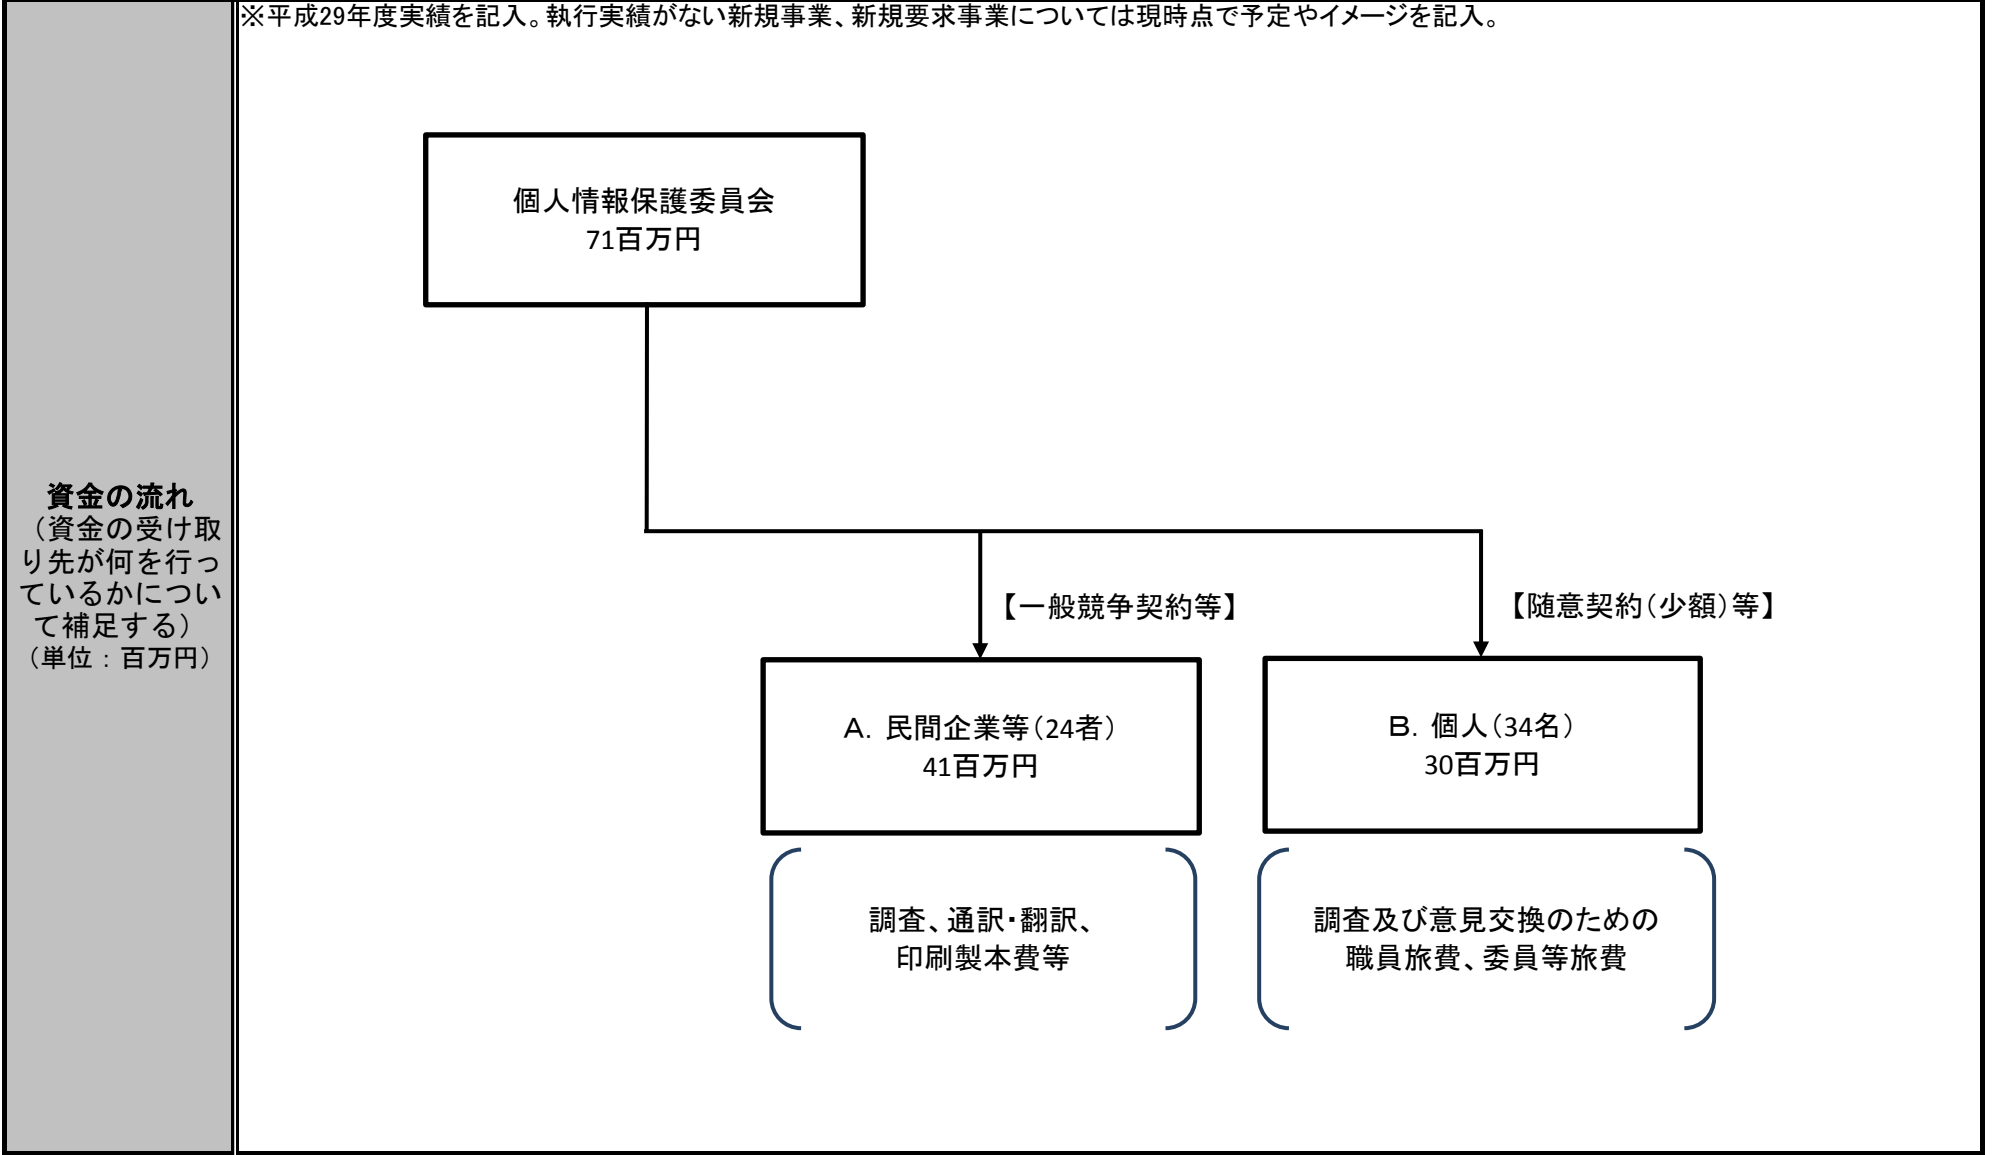 ※平成29年度実績を記入。執行実績がない新規事業、新規要求事業については現時点で予定やイメージを記入。
個人情報保護委員会
71百万円
資金の流れ
（資金の受け取
り先が何を行っ
ているかについ
て補足する）
（単位：百万円）
【一般競争契約等】
【随意契約（少額）等】
A．民間企業等（24者）
41百万円
B．個人（34名）
30百万円
調査、通訳・翻訳、
印刷製本費等
調査及び意見交換のための
職員旅費、委員等旅費